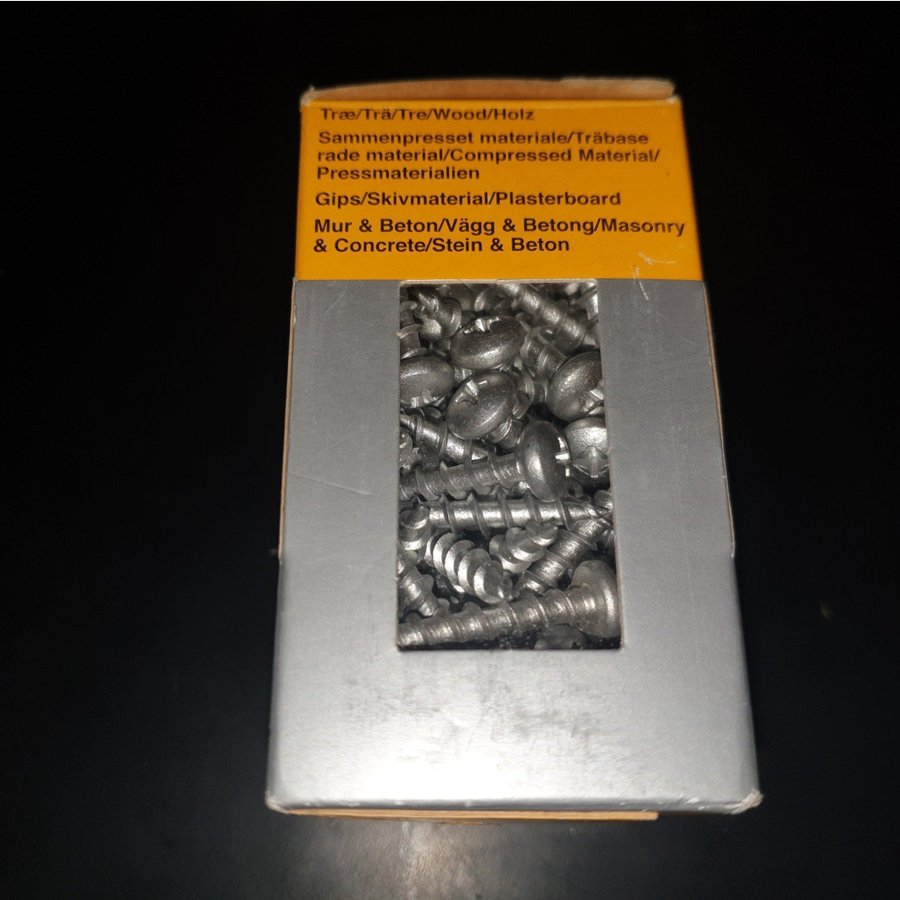 Træ/Trä/Tre/Wood/Holz
Sammenpresset materiale/Träbase
rade material/Compressed Material/
Pressmaterialien
Gips/Skivmaterial/Plasterboard
Mur & Beton/Vägg & Betong/Masonry
& Concrete/Stein & Beton